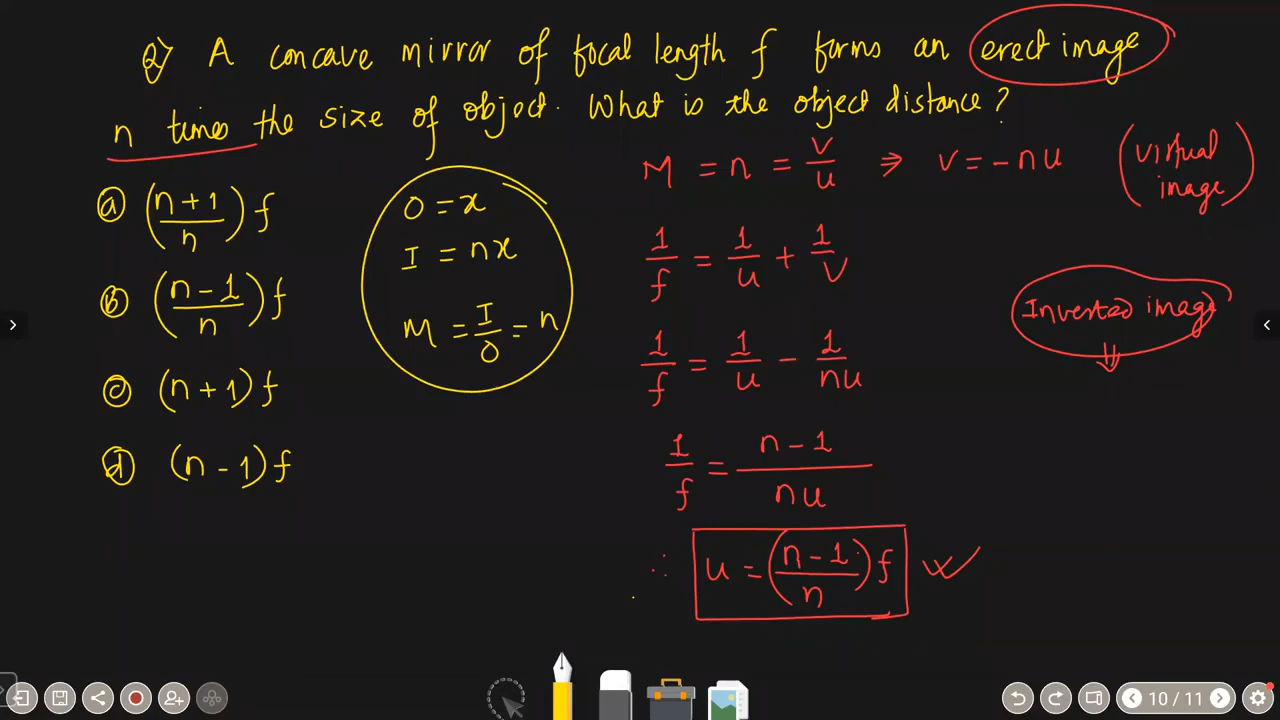 Q) A concave mirror of focal length f forms an erect image
n times the size of object. What is the object distance?
a) (n+1/n) f
b) (n-1/n) f
c) (n+1) f
d) (n-1) f
O = x
I = nx
M = I/O = n
M = n = v/u ⇒ v = -nu (virtual image)
1/f = 1/u + 1/v
1/f = 1/u - 1/nu
1/f = n-1/nu
∴ u = (n-1/n) f
Inverted image
⇓
10 / 11